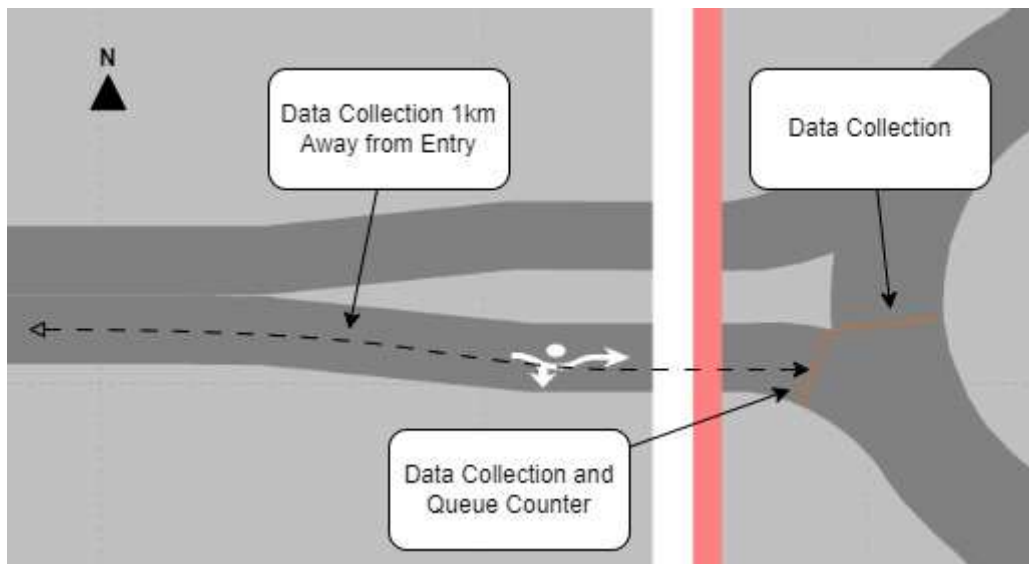 N
Data Collection 1km
Away from Entry
Data Collection
Data Collection and
Queue Counter